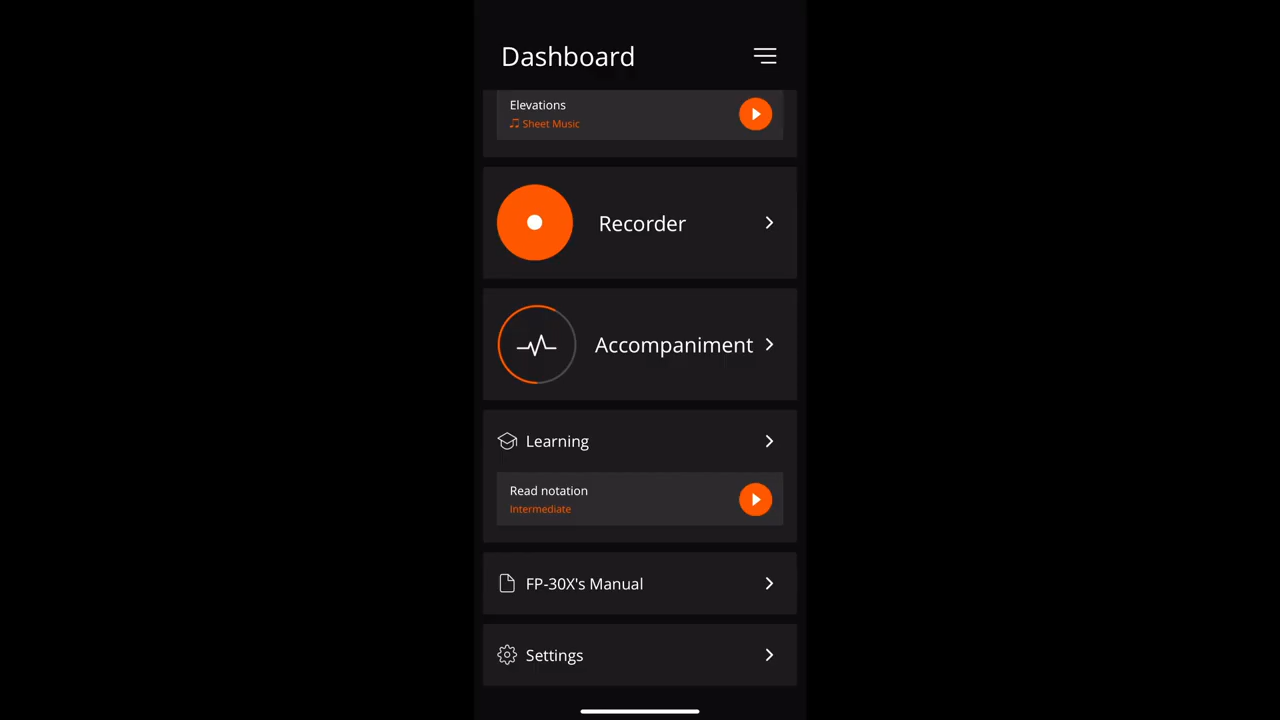 Dashboard
Elevations
Sheet Music
Recorder
Accompaniment
Learning
Read notation
Intermediate
FP-30X's Manual
Settings